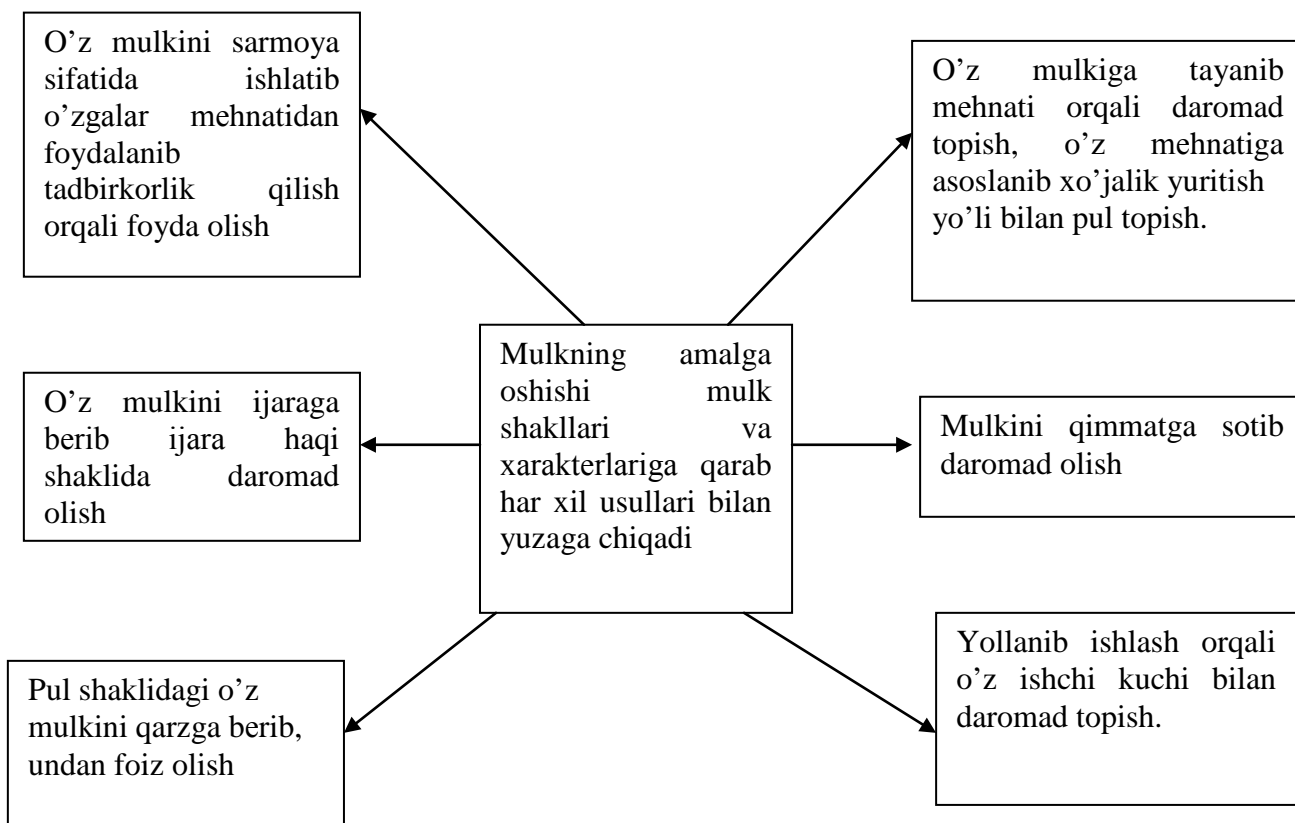 O’z mulkini sarmoya
sifatida ishlatib
o’zgalar mehnatidan
foydalanib
tadbirkorlik qilish
orqali foyda olish
O’z mulkiga tayanib
mehnati orqali daromad
topish, o’z mehnatiga
asoslanib xo’jalik yuritish
yo’li bilan pul topish.
Mulkning amalga
oshishi mulk
shakllari va
xarakterlariga qarab
har xil usullari bilan
yuzaga chiqadi
O’z mulkini ijaraga
berib ijara haqi
shaklida daromad
olish
Mulkini qimmatga sotib
daromad olish
Pul shaklidagi o’z
mulkini qarzga berib,
undan foiz olish
Yollanib ishlash orqali
o’z ishchi kuchi bilan
daromad topish.